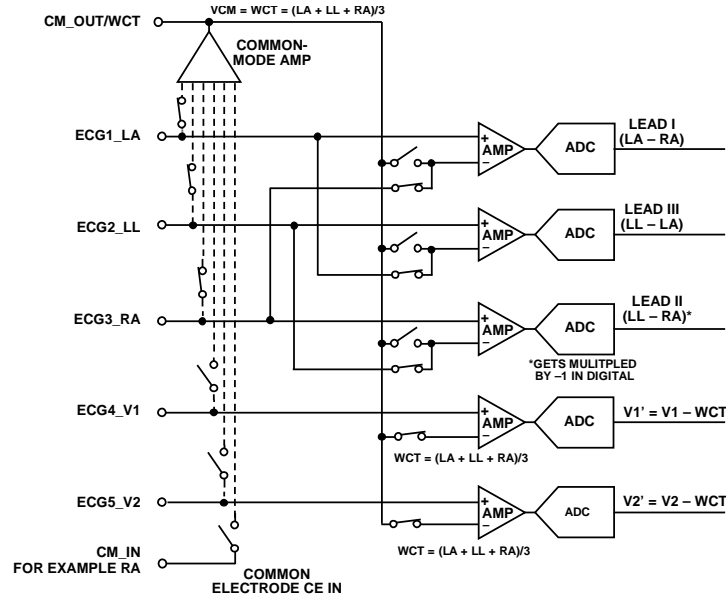 VCM = WCT = (LA + LL + RA)/3
CM_OUT/WCT
COMMON-
MODE AMP
ECG1_LA
+
AMP
–
ADC
LEAD I
(LA – RA)
ECG2_LL
+
AMP
–
ADC
LEAD III
(LL – LA)
ECG3_RA
+
AMP
–
ADC
LEAD II
(LL – RA)*
*GETS MULITPLED
BY –1 IN DIGITAL
ECG4_V1
+
AMP
–
ADC
V1’ = V1 – WCT
WCT = (LA + LL + RA)/3
ECG5_V2
+
AMP
–
ADC
V2’ = V2 – WCT
WCT = (LA + LL + RA)/3
CM_IN
FOR EXAMPLE RA
COMMON
ELECTRODE CE IN